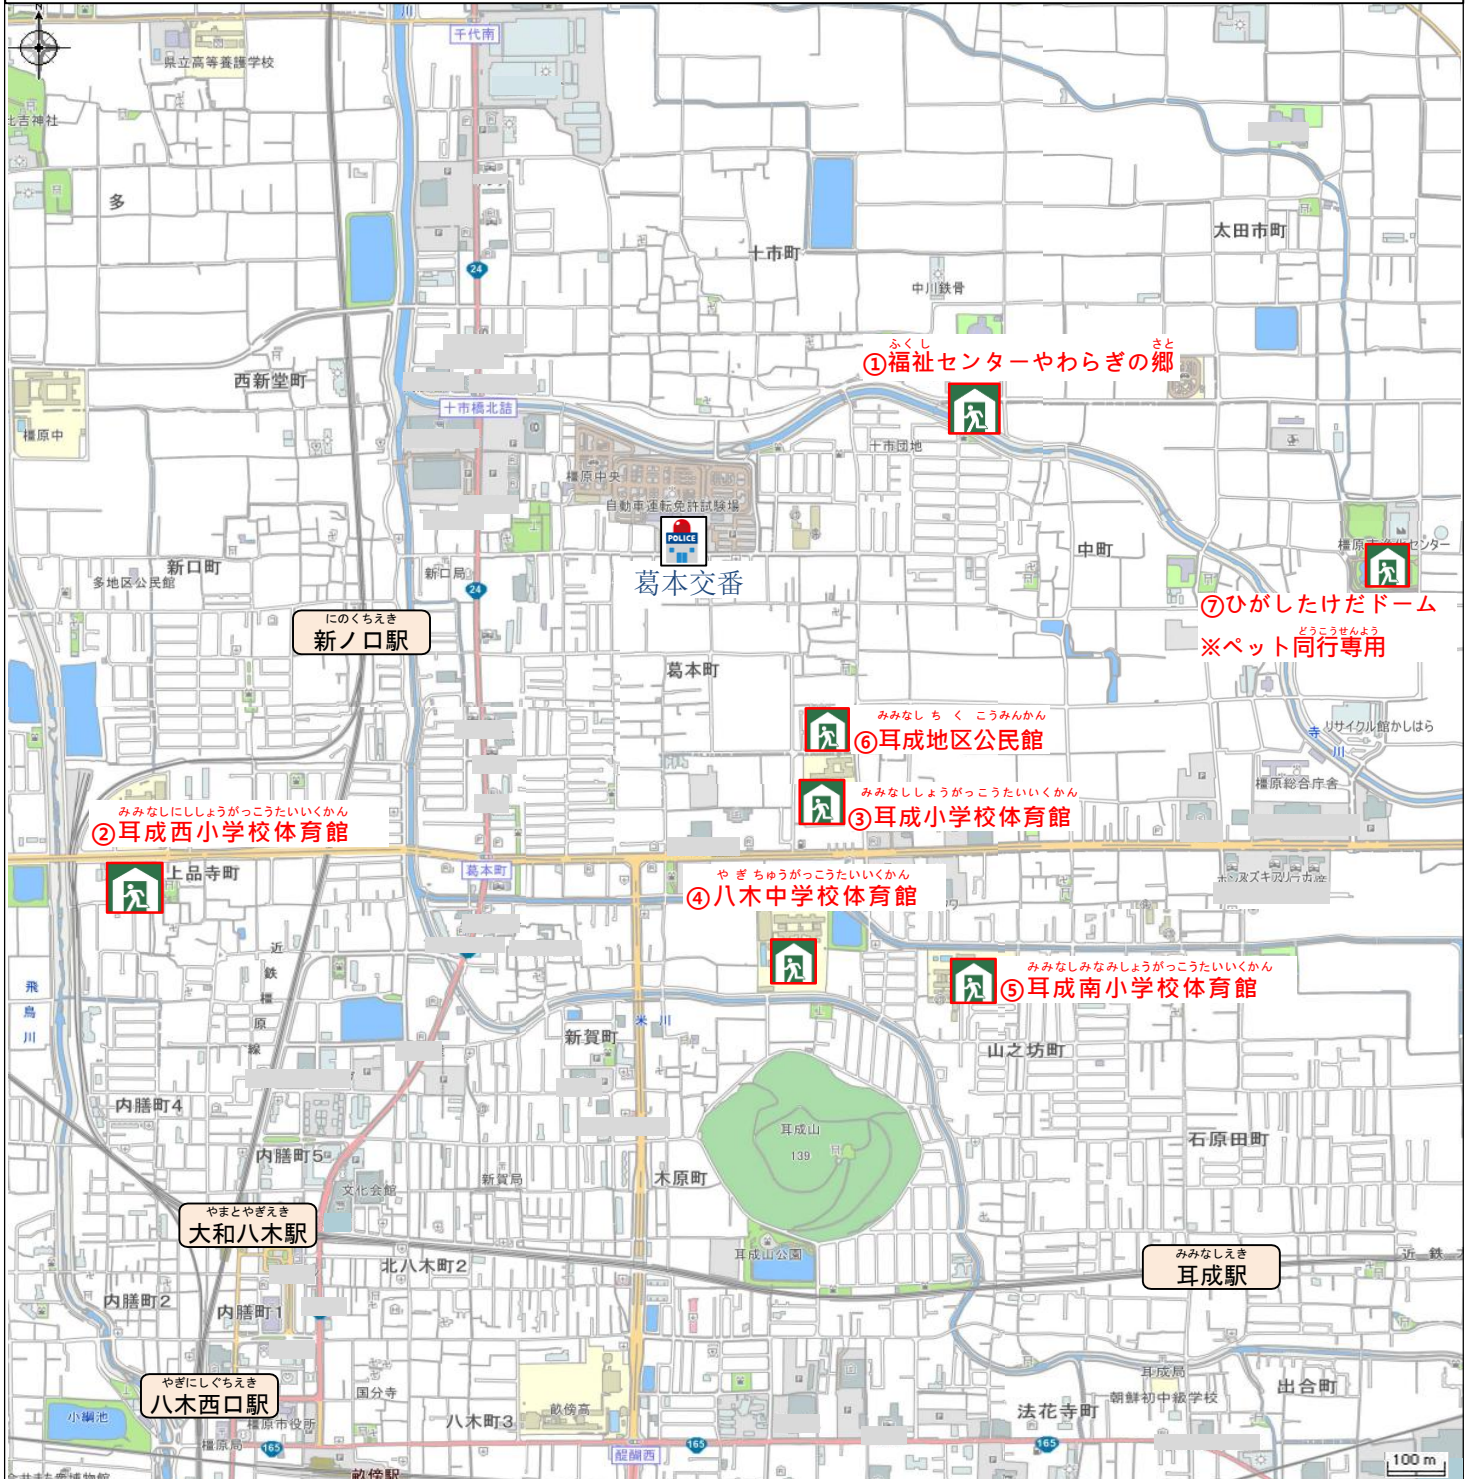 千代南
県立高等養護学校
比吉神社
多
24
十市町
太田市町
中川鉄骨
ふくし さと
①福祉センターやわらぎの郷
西新堂町
十市橋北詰
橿原中
十市団地
橿原中央
自動車運転免許試験場
POLICE
葛本交番
中町
新口町
新口局
多地区公民館
24
⑦ひがしたけだドーム
どうこうせんよう
※ペット同行専用
にのくちえき
新ノ口駅
葛本町
みみなし ち く こうみんかん
⑥耳成地区公民館
リサイクル館かしはら
寺川
橿原総合庁舎
みみなししょうがっこうたいいくかん
③耳成小学校体育館
みみなしにししょうがっこうたいいくかん
②耳成西小学校体育館
上品寺町
葛本町
や ぎ ちゅうがっこうたいいくかん
④八木中学校体育館
みみなしみなみしょうがっこうたいいくかん
⑤耳成南小学校体育館
近鉄橿原線
飛鳥川
米川
新賀町
山之坊町
内膳町4
耳成山
139
石原田町
内膳町5
新賀局
木原町
文化会館
やまとやぎえき
大和八木駅
北八木町2
耳成山公園
みみなしえき
耳成駅
近鉄
内膳町2
内膳町1
やぎにしぐちえき
八木西口駅
国分寺
耳成局
朝鮮初中級学校
出合町
小綱池
橿原市役所
橿原局
八木町3
畝傍高
法花寺町
165
醍醐西
165
165
100 m
畝傍駅